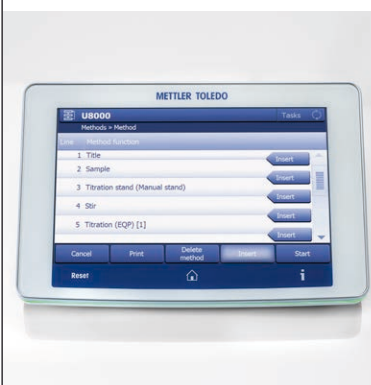 METTLER TOLEDO
U8000 Tasks
Methods > Method
Line Method function
1 Title
Insert
2 Sample
Insert
3 Titration stand (Manual stand)
Insert
4 Stir
Insert
5 Titration (EQP) [1]
Insert
Cancel Print Delete method Insert Start
Reset i